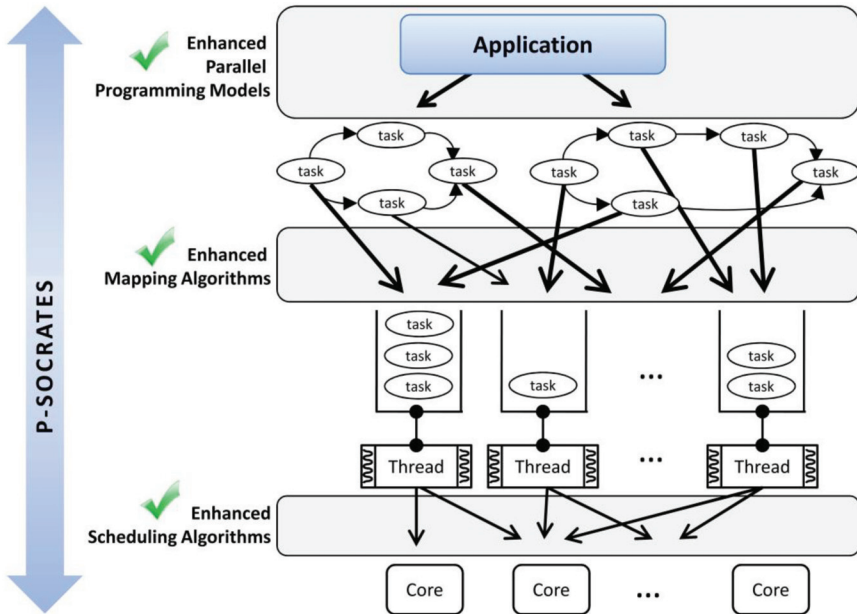 P-SOCRATES
Enhanced
Parallel
Programming Models
Application
task
task
task
task
task
task
task
task
task
Enhanced
Mapping Algorithms
task
task
task
task
task
task
...
Thread
Thread
...
Thread
Enhanced
Scheduling Algorithms
Core
Core
...
Core